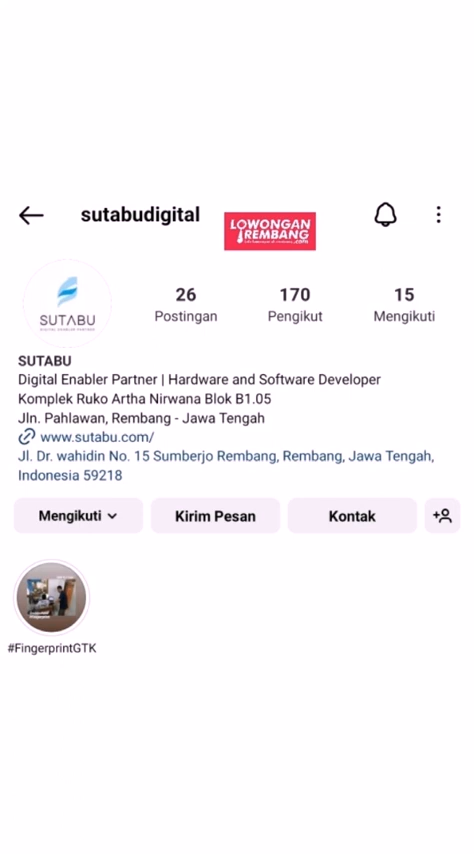 sutabudigital
LOWONGAN
REMBANG
.com
SUTABU
DIGITAL ENABLER PARTNER
26
Postingan
170
Pengikut
15
Mengikuti
SUTABU
Digital Enabler Partner | Hardware and Software Developer
Komplek Ruko Artha Nirwana Blok B1.05
Jln. Pahlawan, Rembang - Jawa Tengah
www.sutabu.com/
Jl. Dr. wahidin No. 15 Sumberjo Rembang, Rembang, Jawa Tengah,
Indonesia 59218
Mengikuti
Kirim Pesan
Kontak
#FingerprintGTK